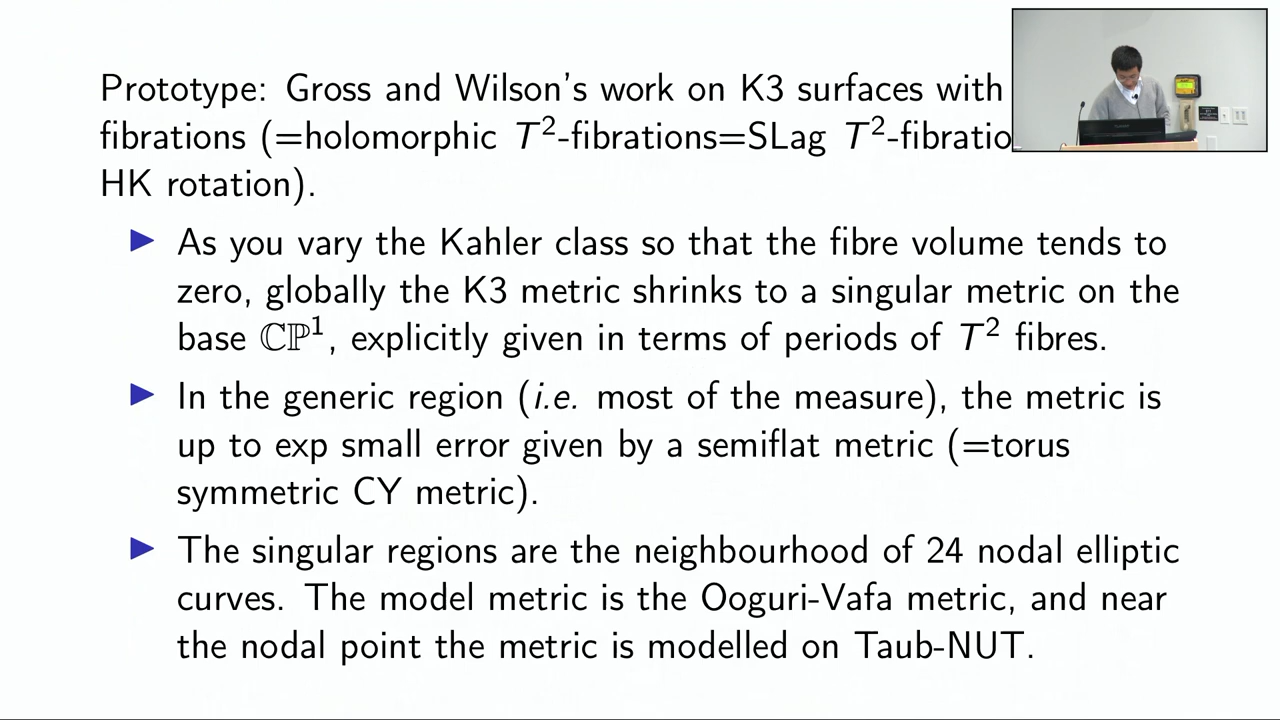 Prototype: Gross and Wilson's work on K3 surfaces with
fibrations (=holomorphic T²-fibrations=SLag T²-fibratio
HK rotation).
▶ As you vary the Kahler class so that the fibre volume tends to
zero, globally the K3 metric shrinks to a singular metric on the
base ℂℙ¹, explicitly given in terms of periods of T² fibres.
▶ In the generic region (i.e. most of the measure), the metric is
up to exp small error given by a semiflat metric (=torus
symmetric CY metric).
▶ The singular regions are the neighbourhood of 24 nodal elliptic
curves. The model metric is the Ooguri-Vafa metric, and near
the nodal point the metric is modelled on Taub-NUT.